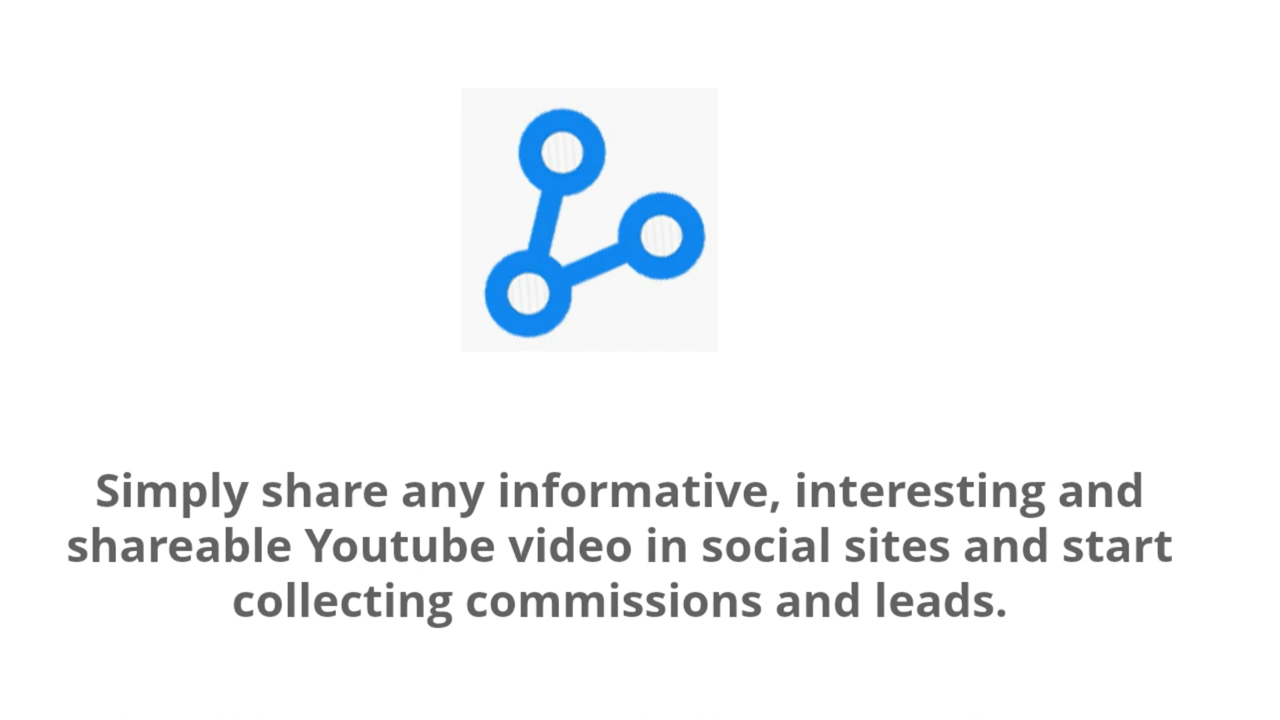 Simply share any informative, interesting and
shareable Youtube video in social sites and start
collecting commissions and leads.